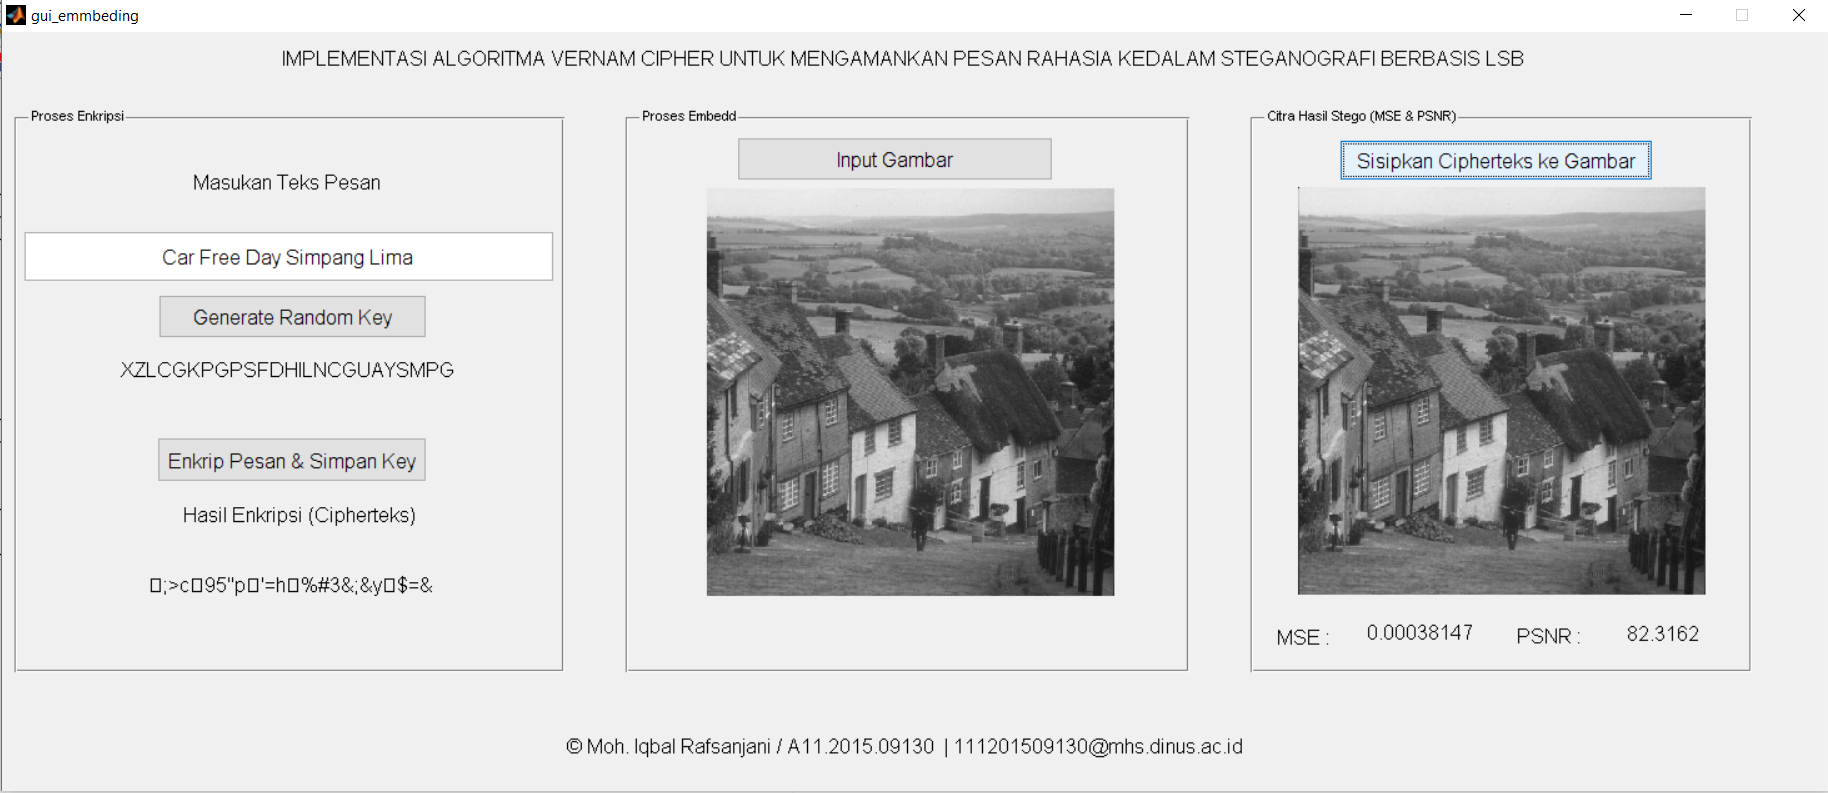 gui_emmbeding
IMPLEMENTASI ALGORITMA VERNAM CIPHER UNTUK MENGAMANKAN PESAN RAHASIA KEDALAM STEGANOGRAFI BERBASIS LSB
Proses Enkripsi
Masukan Teks Pesan
Car Free Day Simpang Lima
Generate Random Key
XZLCGKPGPSFDHILNCGUAYSMPG
Enkrip Pesan & Simpan Key
Hasil Enkripsi (Cipherteks)
▯;>c▯95"p▯'=h▯%#3&;&y▯$=&
Proses Embedd
Input Gambar
Citra Hasil Stego (MSE & PSNR)
Sisipkan Cipherteks ke Gambar
MSE : 0.00038147 PSNR : 82.3162
© Moh. Iqbal Rafsanjani / A11.2015.09130 | 111201509130@mhs.dinus.ac.id